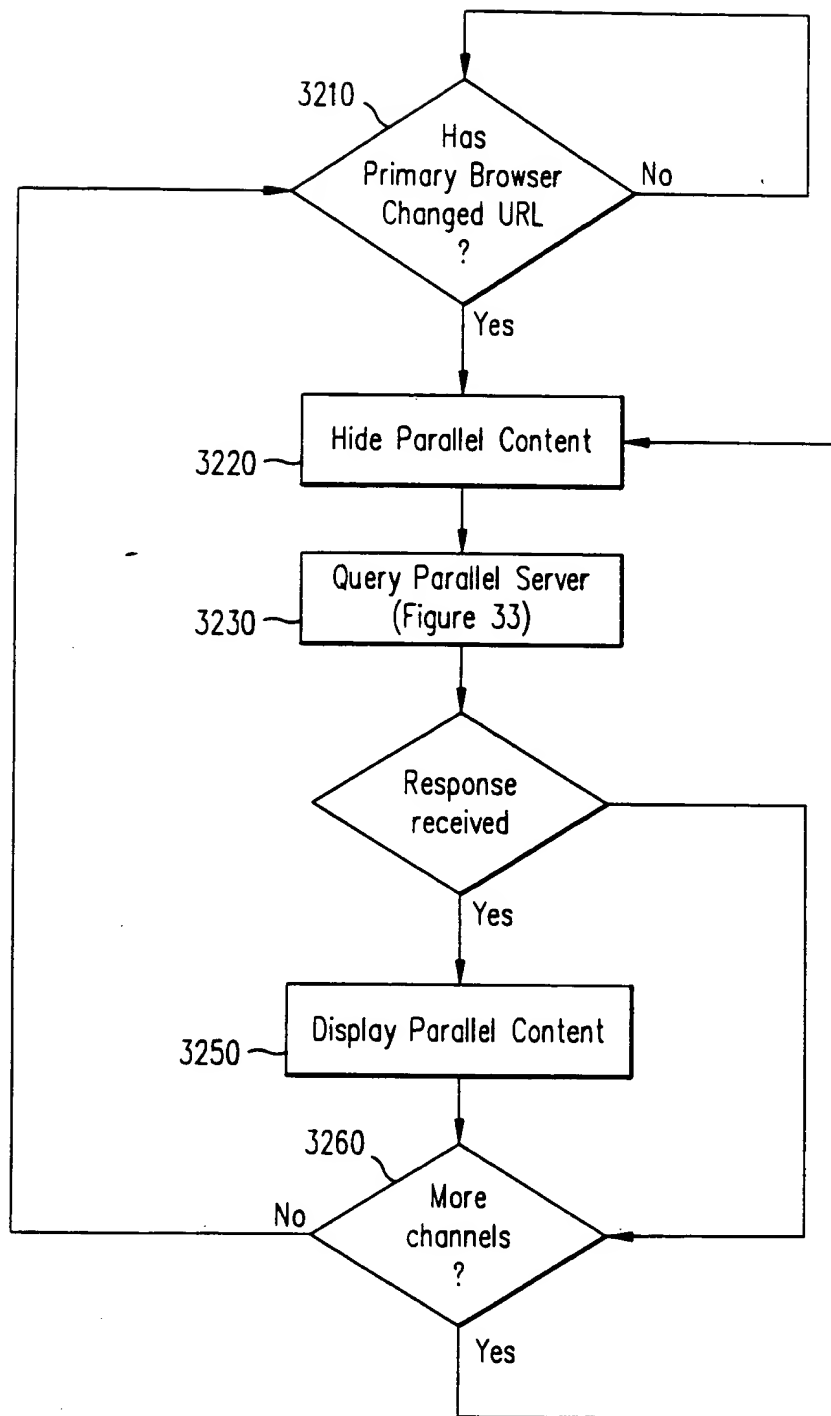 3210
Has
Primary Browser
Changed URL
?
No
Yes
Hide Parallel Content
3220
Query Parallel Server
(Figure 33)
3230
Response
received
Yes
Display Parallel Content
3250
3260
More
channels
?
No
Yes